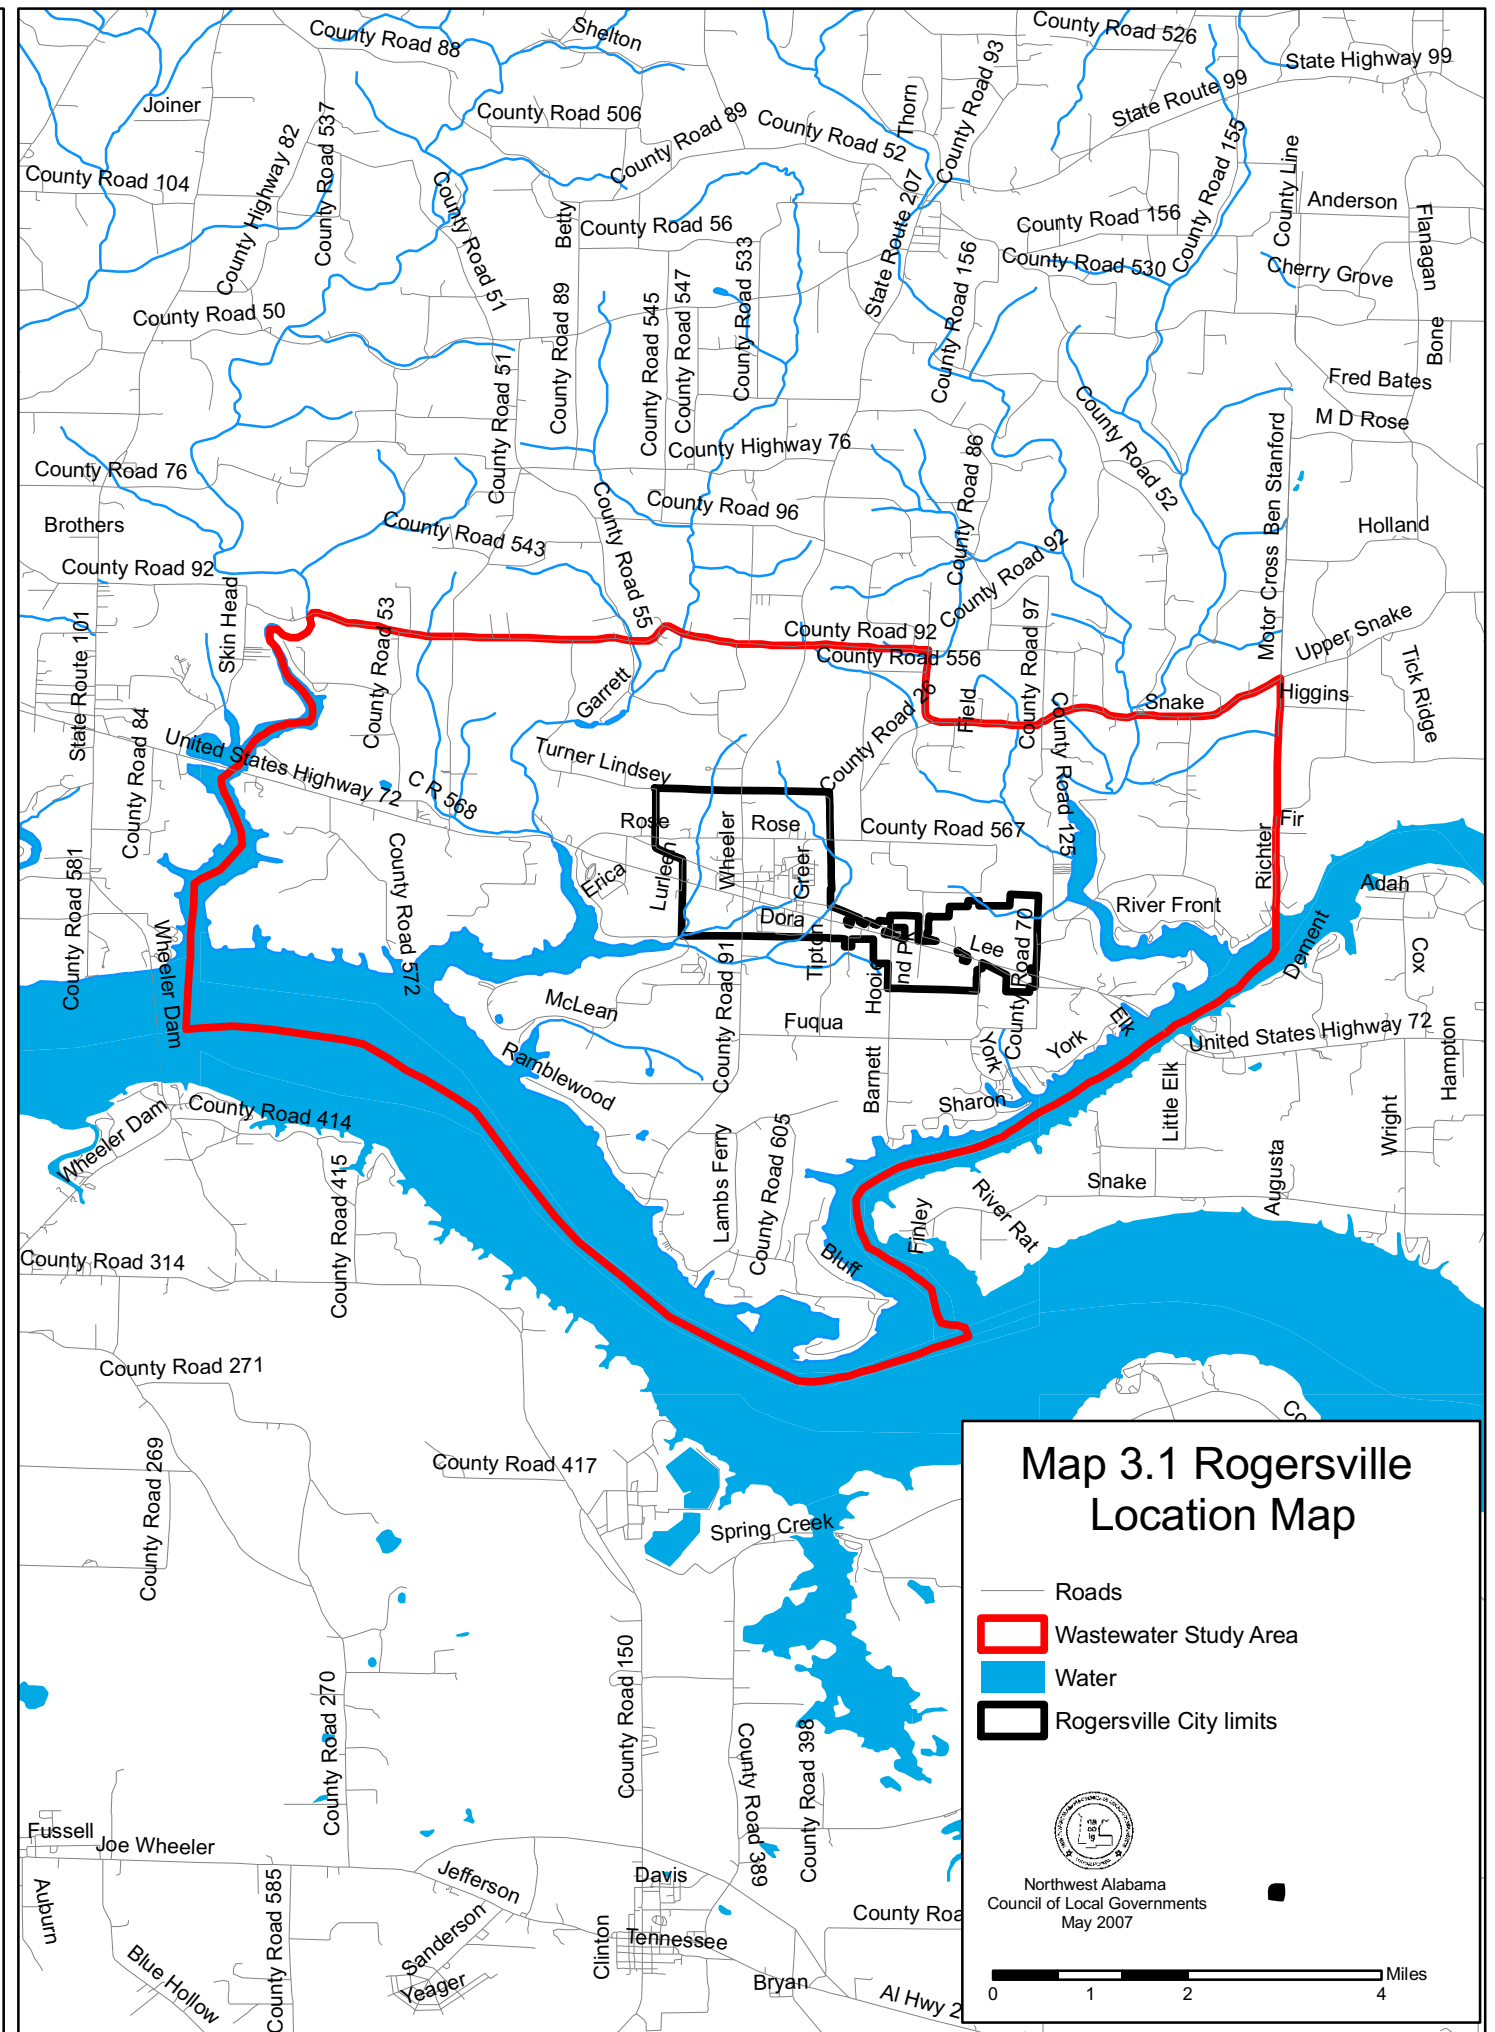 County Road 88
Shelton
County Road 93
County Road 526
State Highway 99
Joiner
County Road 537
County Road 506
County Road 89
County Road 52
Thorn
State Route 99
County Road 155
County Line
County Road 104
County Highway 82
County Road 51
Betty
County Road 56
State Route 207
County Road 156
Anderson
Flanagan
County Road 533
County Road 156
County Road 530
Cherry Grove
County Road 50
County Road 89
County Road 545
County Road 547
Bone
County Road 51
Fred Bates
County Road 52
M D Rose
County Road 76
County Highway 76
County Road 86
Motor Cross Ben Stanford
Brothers
County Road 543
County Road 55
County Road 96
Holland
County Road 92
Skin Head
County Road 53
County Road 92
County Road 92
County Road 97
Upper Snake
State Route 101
County Road 556
Garrett
County Road 26
Field
Snake
Higgins
Tick Ridge
County Road 84
United States Highway 72
C R 568
Turner Lindsey
County Road 125
Rose
Wheeler
Rose
County Road 567
Fir
Richter
County Road 581
County Road 572
Erica
Lurleen
Greer
Adah
Wheeler Dam
Dora
Tipton
Lee
County Road 70
River Front
Dement
Cox
McLean
County Road 91
Fuqua
York
York
Elk
United States Highway 72
Hampton
Ramblewood
Barnett
Sharon
Little Elk
Wright
Wheeler Dam
County Road 414
County Road 415
Lambs Ferry
County Road 605
Bluff
Finley
River Rat
Snake
Augusta
County Road 314
County Road 271
County Road 269
County Road 417
Spring Creek
Map 3.1 Rogersville
Location Map
Roads
Wastewater Study Area
Water
Rogersville City limits
Northwest Alabama
Council of Local Governments
May 2007
Miles
0 1 2 4
County Road 270
County Road 150
County Road 389
County Road 398
Fussell
Joe Wheeler
Auburn
Blue Hollow
County Road 585
Jefferson
Sanderson
Yeager
Clinton
Davis
Tennessee
Bryan
County Roa
Al Hwy 2